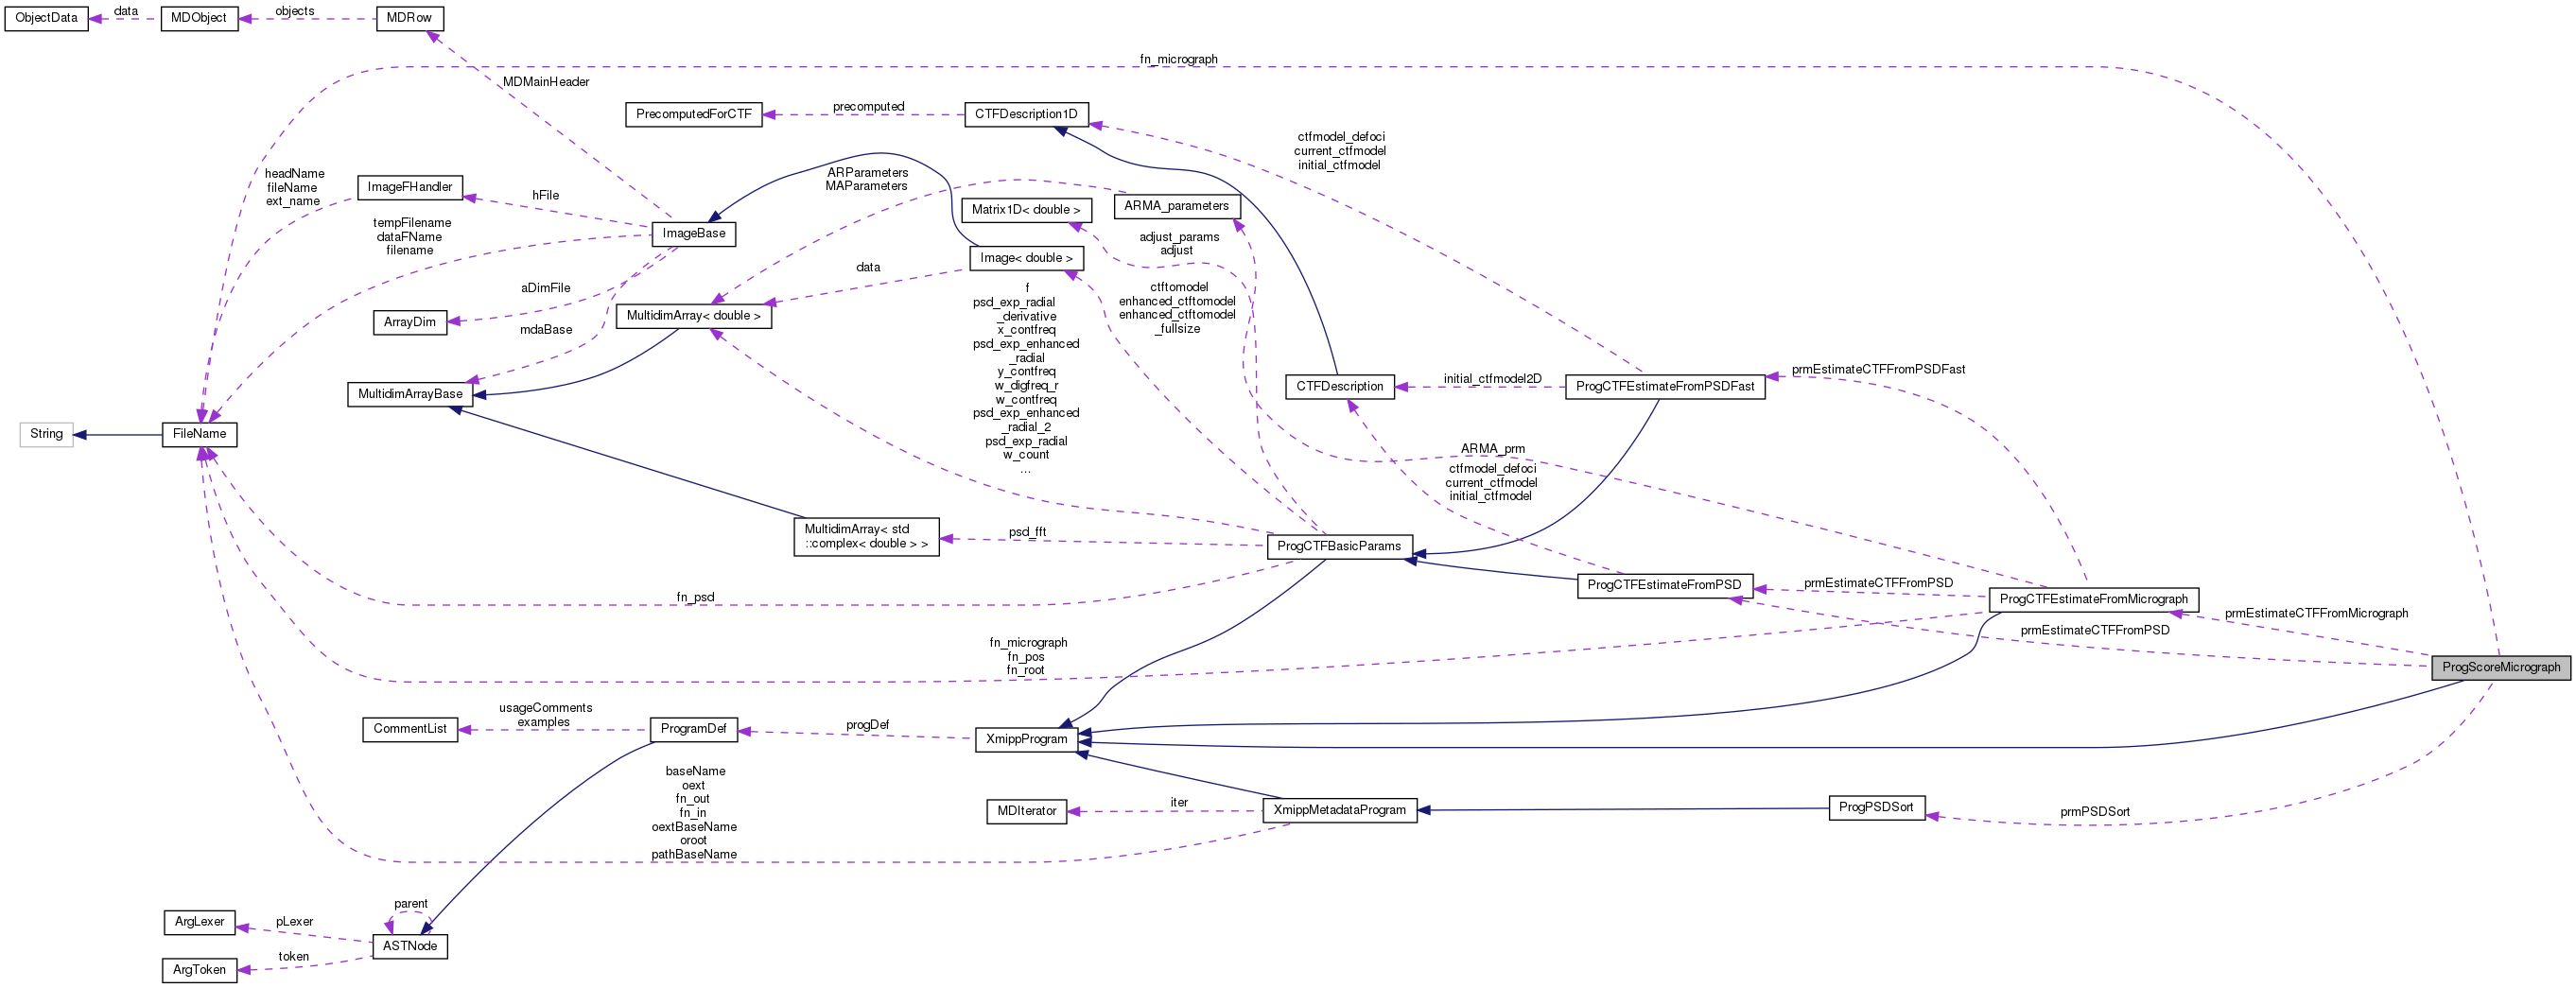 ObjectData
data
MDObject
objects
MDRow
fn_micrograph
MDMainHeader
PrecomputedForCTF
precomputed
CTFDescription1D
ctfmodel_defoci
current_ctfmodel
initial_ctfmodel
headName
fileName
ext_name
ImageFHandler
hFile
ARParameters
MAParameters
ARMA_parameters
Matrix1D< double >
tempFilename
dataFName
filename
ImageBase
adjust_params
adjust
Image< double >
data
aDimFile
ArrayDim
mdaBase
MultidimArray< double >
f
psd_exp_radial
_derivative
x_contfreq
psd_exp_enhanced
_radial
y_contfreq
w_digfreq_r
w_contfreq
psd_exp_enhanced
_radial_2
psd_exp_radial
w_count
...
ctftomodel
enhanced_ctftomodel
enhanced_ctftomodel
_fullsize
MultidimArrayBase
CTFDescription
initial_ctfmodel2D
ProgCTFEstimateFromPSDFast
prmEstimateCTFFromPSDFast
String
FileName
ARMA_prm
ctfmodel_defoci
current_ctfmodel
initial_ctfmodel
MultidimArray< std
::complex< double > >
psd_fft
ProgCTFBasicParams
fn_psd
ProgCTFEstimateFromPSD
prmEstimateCTFFromPSD
ProgCTFEstimateFromMicrograph
prmEstimateCTFFromMicrograph
prmEstimateCTFFromPSD
fn_micrograph
fn_pos
fn_root
ProgScoreMicrograph
CommentList
usageComments
examples
ProgramDef
progDef
XmippProgram
baseName
oext
fn_out
fn_in
oextBaseName
oroot
pathBaseName
MDIterator
iter
XmippMetadataProgram
ProgPSDSort
prmPSDSort
parent
ArgLexer
pLexer
ASTNode
token
ArgToken